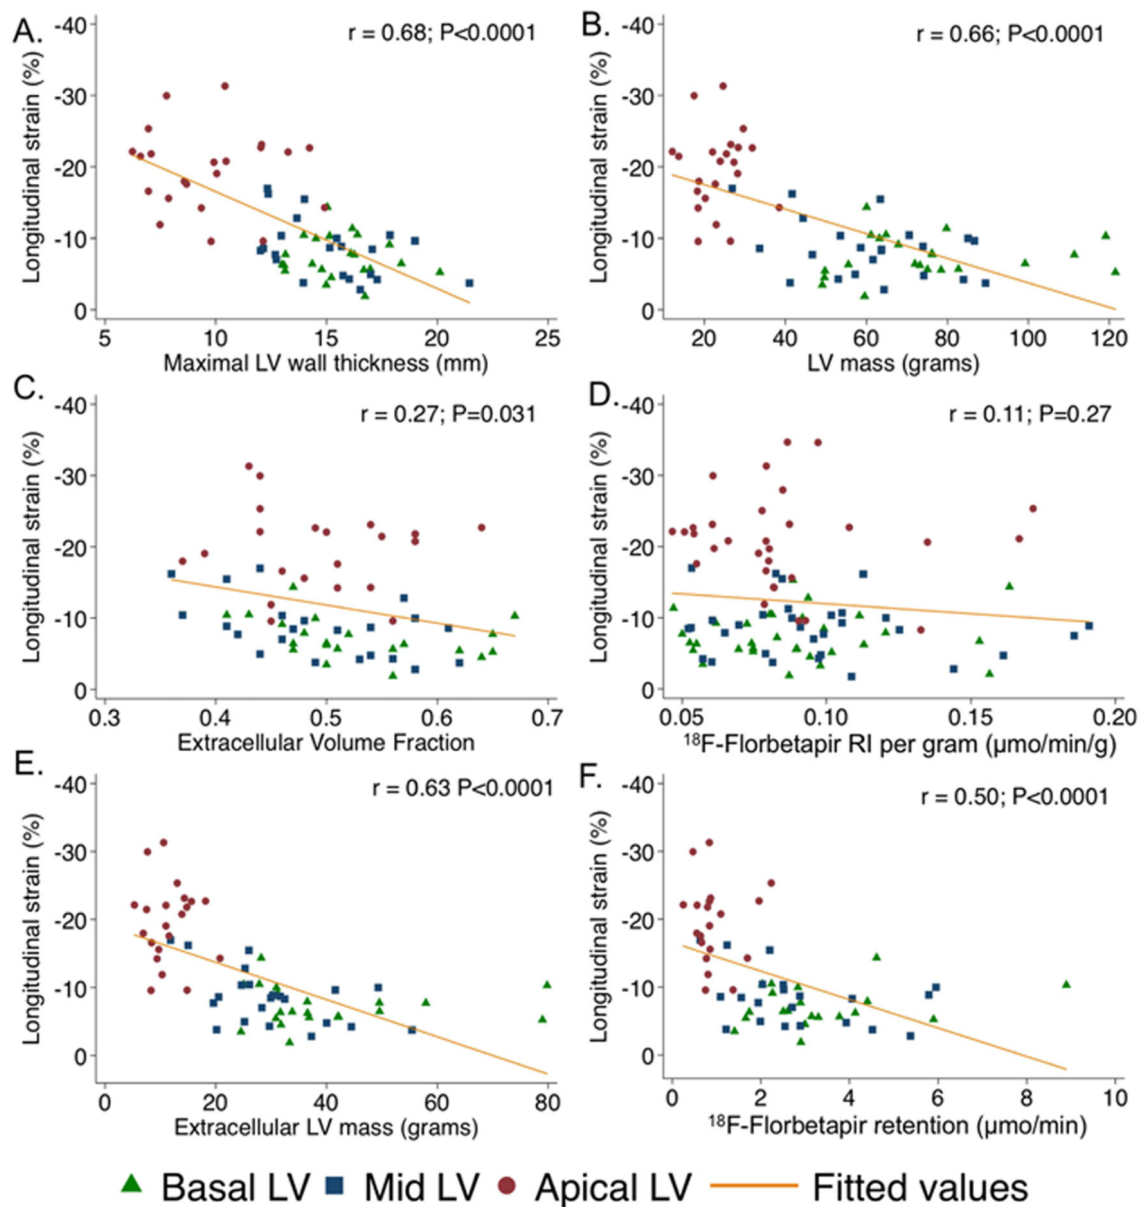 A.
r = 0.68; P<0.0001
Longitudinal strain (%)
-40
-30
-20
-10
0
5 10 15 20 25
Maximal LV wall thickness (mm)
B.
r = 0.66; P<0.0001
Longitudinal strain (%)
-40
-30
-20
-10
0
20 40 60 80 100 120
LV mass (grams)
C.
r = 0.27; P=0.031
Longitudinal strain (%)
-40
-30
-20
-10
0
0.3 0.4 0.5 0.6 0.7
Extracellular Volume Fraction
D.
r = 0.11; P=0.27
Longitudinal strain (%)
-40
-30
-20
-10
0
0.05 0.10 0.15 0.20
¹⁸F-Florbetapir RI per gram (µmo/min/g)
E.
r = 0.63 P<0.0001
Longitudinal strain (%)
-40
-30
-20
-10
0
0 20 40 60 80
Extracellular LV mass (grams)
F.
r = 0.50; P<0.0001
Longitudinal strain (%)
-40
-30
-20
-10
0
0 2 4 6 8 10
¹⁸F-Florbetapir retention (µmo/min)
Basal LV Mid LV Apical LV Fitted values